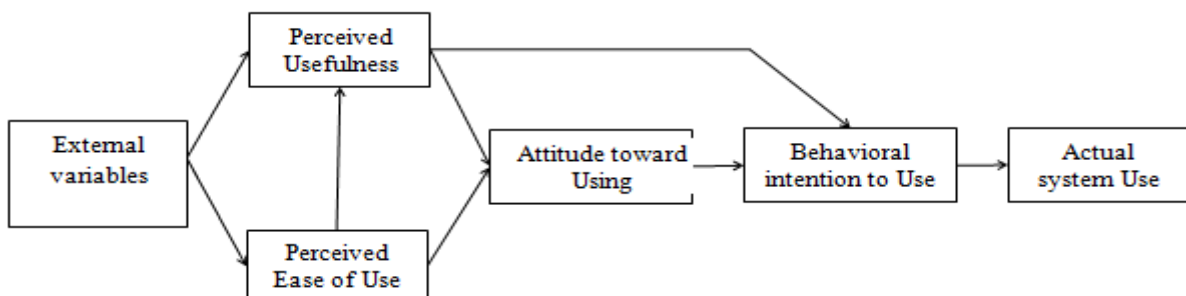 Perceived
Usefulness
External
variables
Attitude toward
Using
Behavioral
intention to Use
Actual
system Use
Perceived
Ease of Use